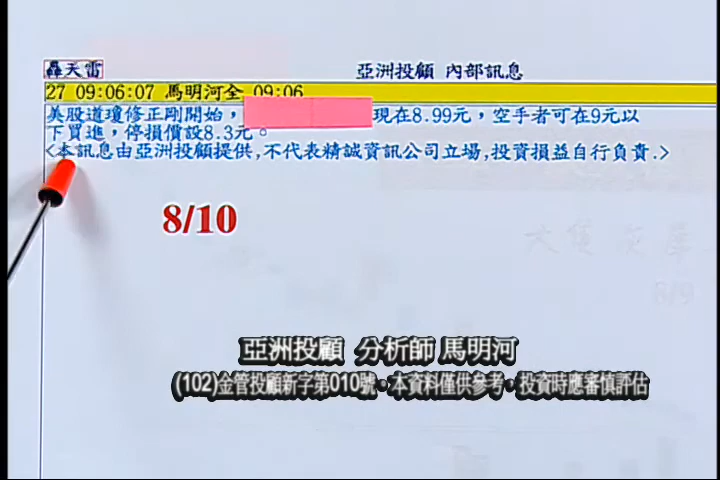 轟天雷 亞洲投顧 內部訊息
27 09:06:07 馬明河全 09:06
美股道瓊修正剛開始， 現在8.99元，空手者可在9元以
下買進，停損價設8.3元。
<本訊息由亞洲投顧提供,不代表精誠資訊公司立場,投資損益自行負責.>
8/10
8/9
亞洲投顧 分析師 馬明河
(102)金管投顧新字第010號，本資料僅供參考，投資時應審慎評估